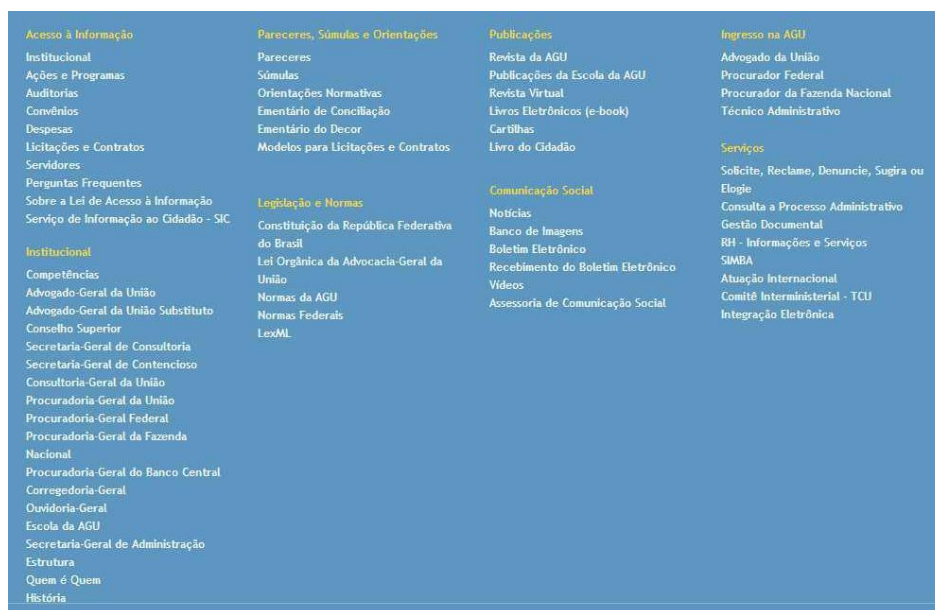 Acesso à Informação
Institucional
Ações e Programas
Auditorias
Convênios
Despesas
Licitações e Contratos
Servidores
Perguntas Frequentes
Sobre a Lei de Acesso à Informação
Serviço de Informação ao Cidadão - SIC
Institucional
Competências
Advogado-Geral da União
Advogado-Geral da União Substituto
Conselho Superior
Secretaria-Geral de Consultoria
Secretaria-Geral de Contencioso
Consultoria-Geral da União
Procuradoria-Geral da União
Procuradoria-Geral Federal
Procuradoria-Geral da Fazenda
Nacional
Procuradoria-Geral do Banco Central
Corregedoria-Geral
Ouvidoria-Geral
Escola da AGU
Secretaria-Geral de Administração
Estrutura
Quem é Quem
História
Pareceres, Súmulas e Orientações
Pareceres
Súmulas
Orientações Normativas
Ementário de Conciliação
Ementário do Decor
Modelos para Licitações e Contratos
Legislação e Normas
Constituição da República Federativa
do Brasil
Lei Orgânica da Advocacia-Geral da
União
Normas da AGU
Normas Federais
LexML
Publicações
Revista da AGU
Publicações da Escola da AGU
Revista Virtual
Livros Eletrônicos (e-book)
Cartilhas
Livro do Cidadão
Comunicação Social
Notícias
Banco de Imagens
Boletim Eletrônico
Recebimento do Boletim Eletrônico
Vídeos
Assessoria de Comunicação Social
Ingresso na AGU
Advogado da União
Procurador Federal
Procurador da Fazenda Nacional
Técnico Administrativo
Serviços
Solicite, Reclame, Denuncie, Sugira ou
Elogie
Consulta a Processo Administrativo
Gestão Documental
RH - Informações e Serviços
SIMBA
Atuação Internacional
Comitê Interministerial - TCU
Integração Eletrônica